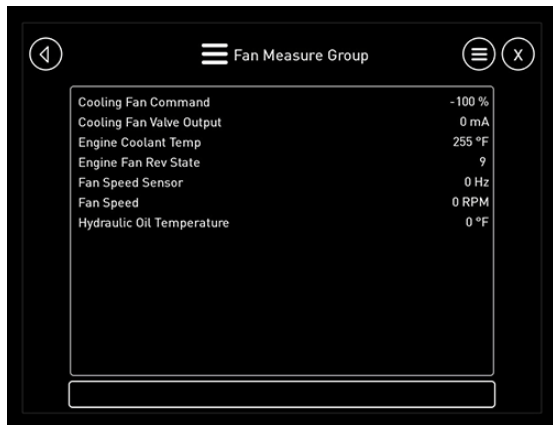 Fan Measure Group
X
Cooling Fan Command -100 %
Cooling Fan Valve Output 0 mA
Engine Coolant Temp 255 °F
Engine Fan Rev State 9
Fan Speed Sensor 0 Hz
Fan Speed 0 RPM
Hydraulic Oil Temperature 0 °F